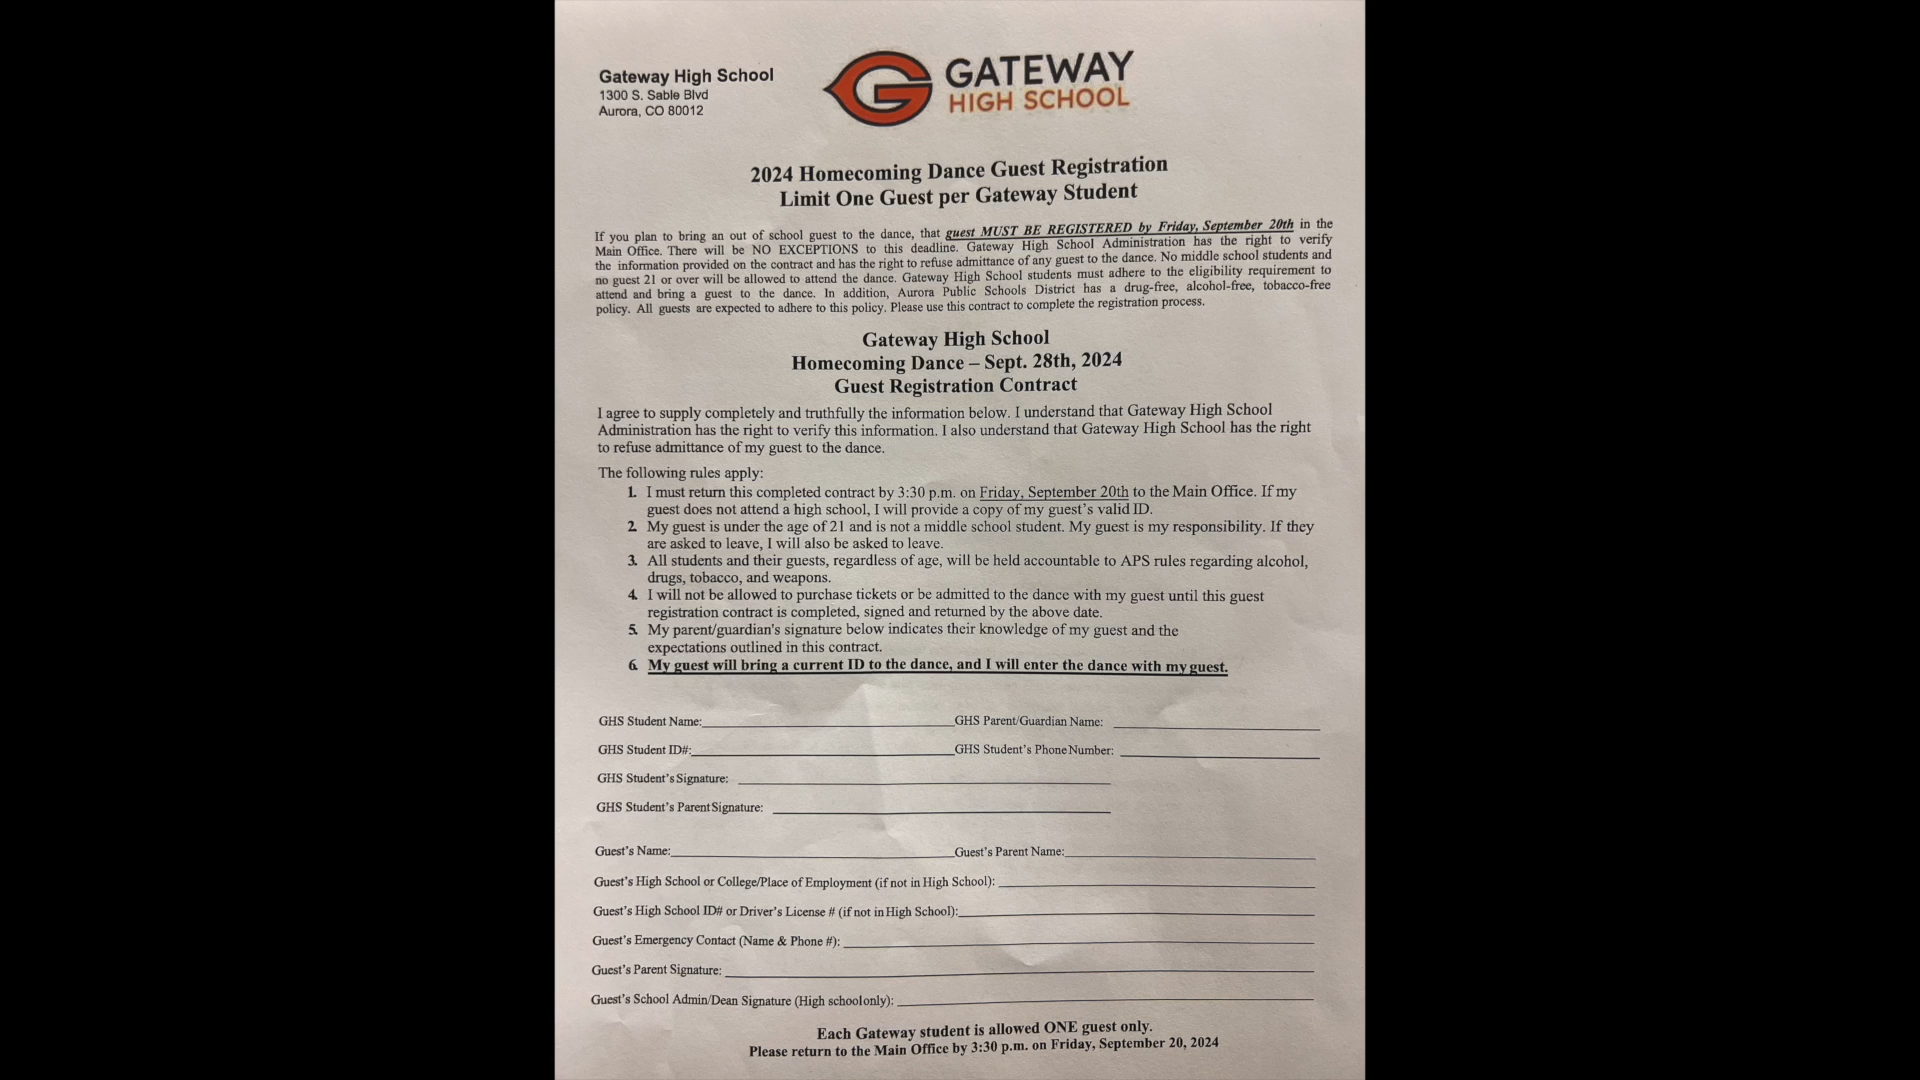 Gateway High School
1300 S. Sable Blvd
Aurora, CO 80012
GATEWAY
HIGH SCHOOL
2024 Homecoming Dance Guest Registration
Limit One Guest per Gateway Student
If you plan to bring an out of school guest to the dance, that guest MUST BE REGISTERED by Friday, September 20th in the
Main Office. There will be NO EXCEPTIONS to this deadline. Gateway High School Administration has the right to verify
the information provided on the contract and has the right to refuse admittance of any guest to the dance. No middle school students and
no guest 21 or over will be allowed to attend the dance. Gateway High School students must adhere to the eligibility requirement to
attend and bring a guest to the dance. In addition, Aurora Public Schools District has a drug-free, alcohol-free, tobacco-free
policy. All guests are expected to adhere to this policy. Please use this contract to complete the registration process.
Gateway High School
Homecoming Dance – Sept. 28th, 2024
Guest Registration Contract
I agree to supply completely and truthfully the information below. I understand that Gateway High School
Administration has the right to verify this information. I also understand that Gateway High School has the right
to refuse admittance of my guest to the dance.
The following rules apply:
1. I must return this completed contract by 3:30 p.m. on Friday, September 20th to the Main Office. If my
guest does not attend a high school, I will provide a copy of my guest's valid ID.
2. My guest is under the age of 21 and is not a middle school student. My guest is my responsibility. If they
are asked to leave, I will also be asked to leave.
3. All students and their guests, regardless of age, will be held accountable to APS rules regarding alcohol,
drugs, tobacco, and weapons.
4. I will not be allowed to purchase tickets or be admitted to the dance with my guest until this guest
registration contract is completed, signed and returned by the above date.
5. My parent/guardian's signature below indicates their knowledge of my guest and the
expectations outlined in this contract.
6. My guest will bring a current ID to the dance, and I will enter the dance with my guest.
GHS Student Name: GHS Parent/Guardian Name:
GHS Student ID#: GHS Student's Phone Number:
GHS Student's Signature:
GHS Student's Parent Signature:
Guest's Name: Guest's Parent Name:
Guest's High School or College/Place of Employment (if not in High School):
Guest's High School ID# or Driver's License # (if not in High School):
Guest's Emergency Contact (Name & Phone #):
Guest's Parent Signature:
Guest's School Admin/Dean Signature (High school only):
Each Gateway student is allowed ONE guest only.
Please return to the Main Office by 3:30 p.m. on Friday, September 20, 2024